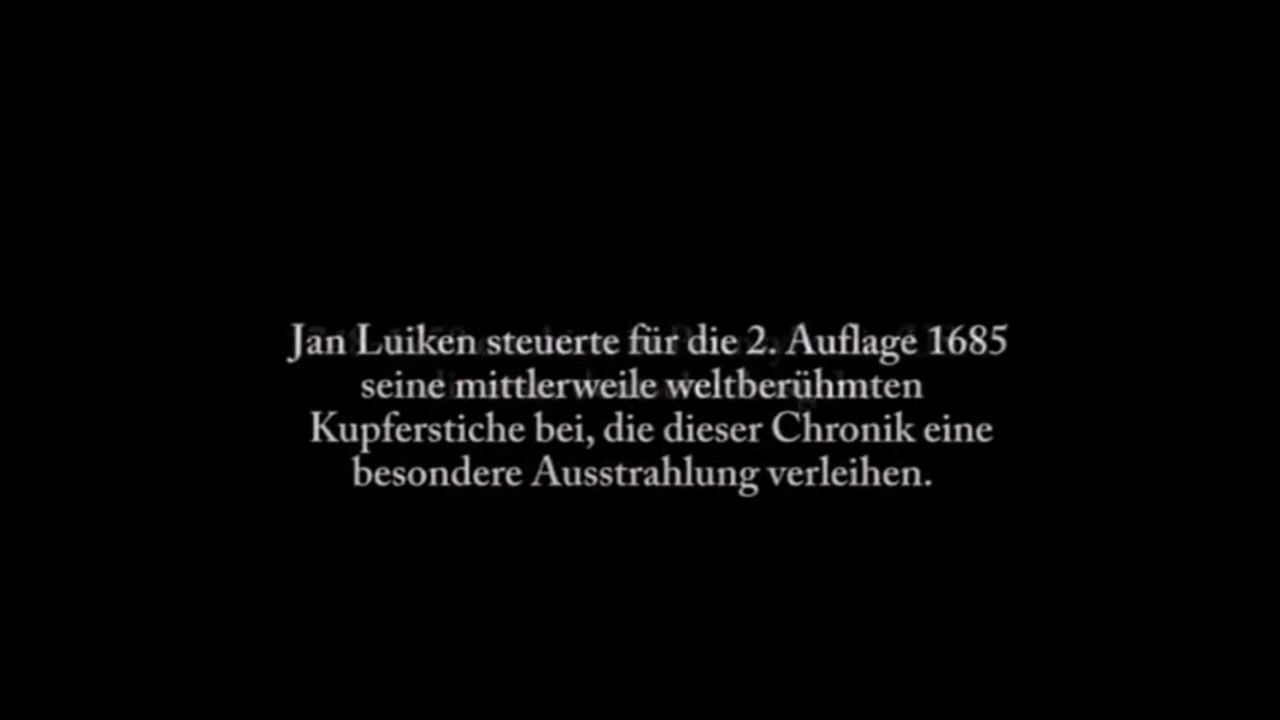 Jan Luiken steuerte für die 2. Auflage 1685
seine mittlerweile weltberühmten
Kupferstiche bei, die dieser Chronik eine
besondere Ausstrahlung verleihen.